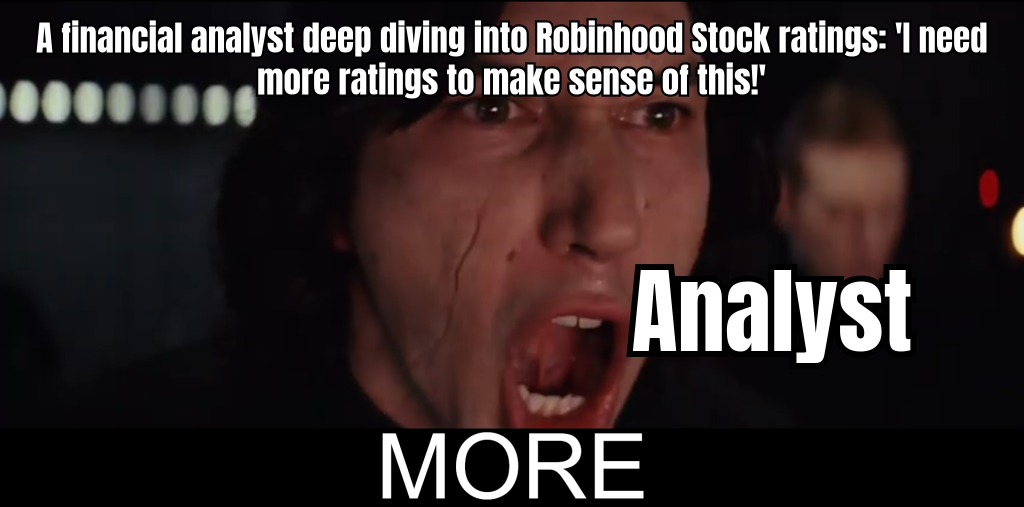 A financial analyst deep diving into Robinhood Stock ratings: 'I need
more ratings to make sense of this!'
Analyst
MORE